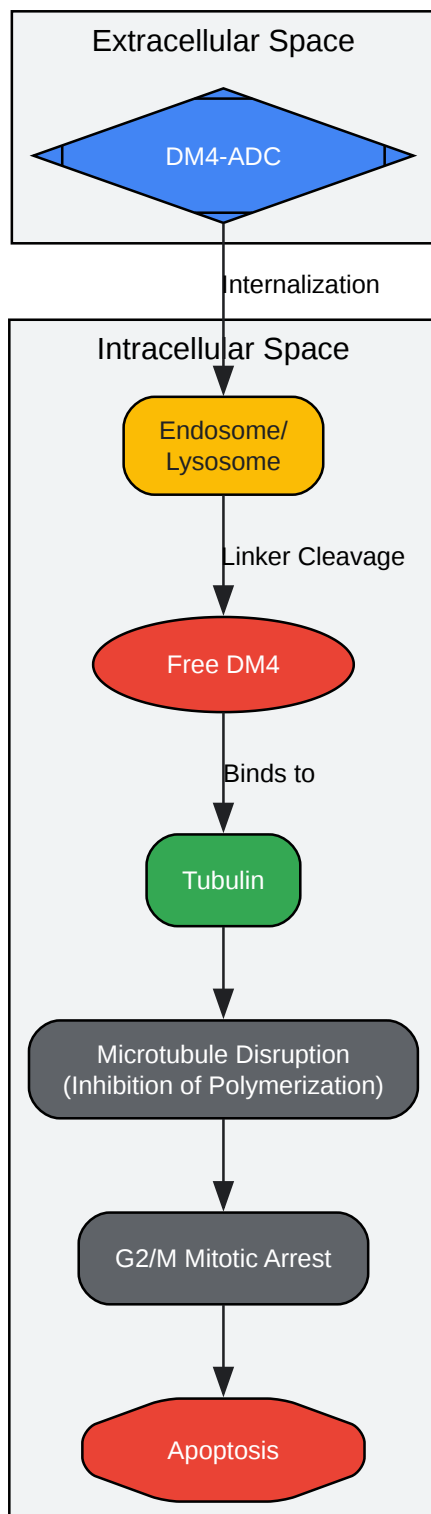 Extracellular Space
DM4-ADC
Internalization
Intracellular Space
Endosome/
Lysosome
Linker Cleavage
Free DM4
Binds to
Tubulin
Microtubule Disruption
(Inhibition of Polymerization)
G2/M Mitotic Arrest
Apoptosis